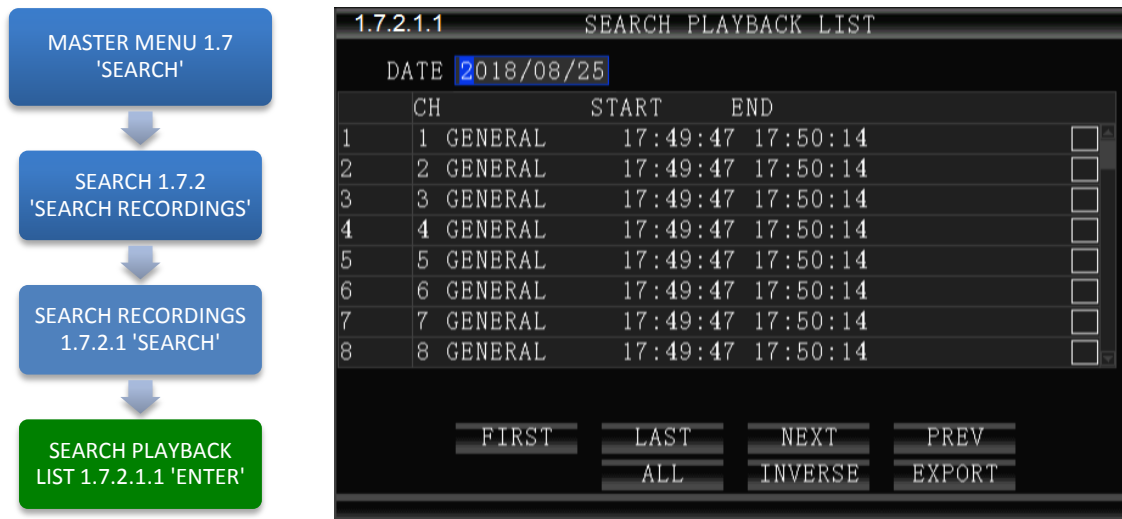 MASTER MENU 1.7
'SEARCH'
SEARCH 1.7.2
'SEARCH RECORDINGS'
SEARCH RECORDINGS
1.7.2.1 'SEARCH'
SEARCH PLAYBACK
LIST 1.7.2.1.1 'ENTER'
1.7.2.1.1 SEARCH PLAYBACK LIST
DATE 2018/08/25
CH START END
1 1 GENERAL 17:49:47 17:50:14
2 2 GENERAL 17:49:47 17:50:14
3 3 GENERAL 17:49:47 17:50:14
4 4 GENERAL 17:49:47 17:50:14
5 5 GENERAL 17:49:47 17:50:14
6 6 GENERAL 17:49:47 17:50:14
7 7 GENERAL 17:49:47 17:50:14
8 8 GENERAL 17:49:47 17:50:14
FIRST LAST NEXT PREV
ALL INVERSE EXPORT